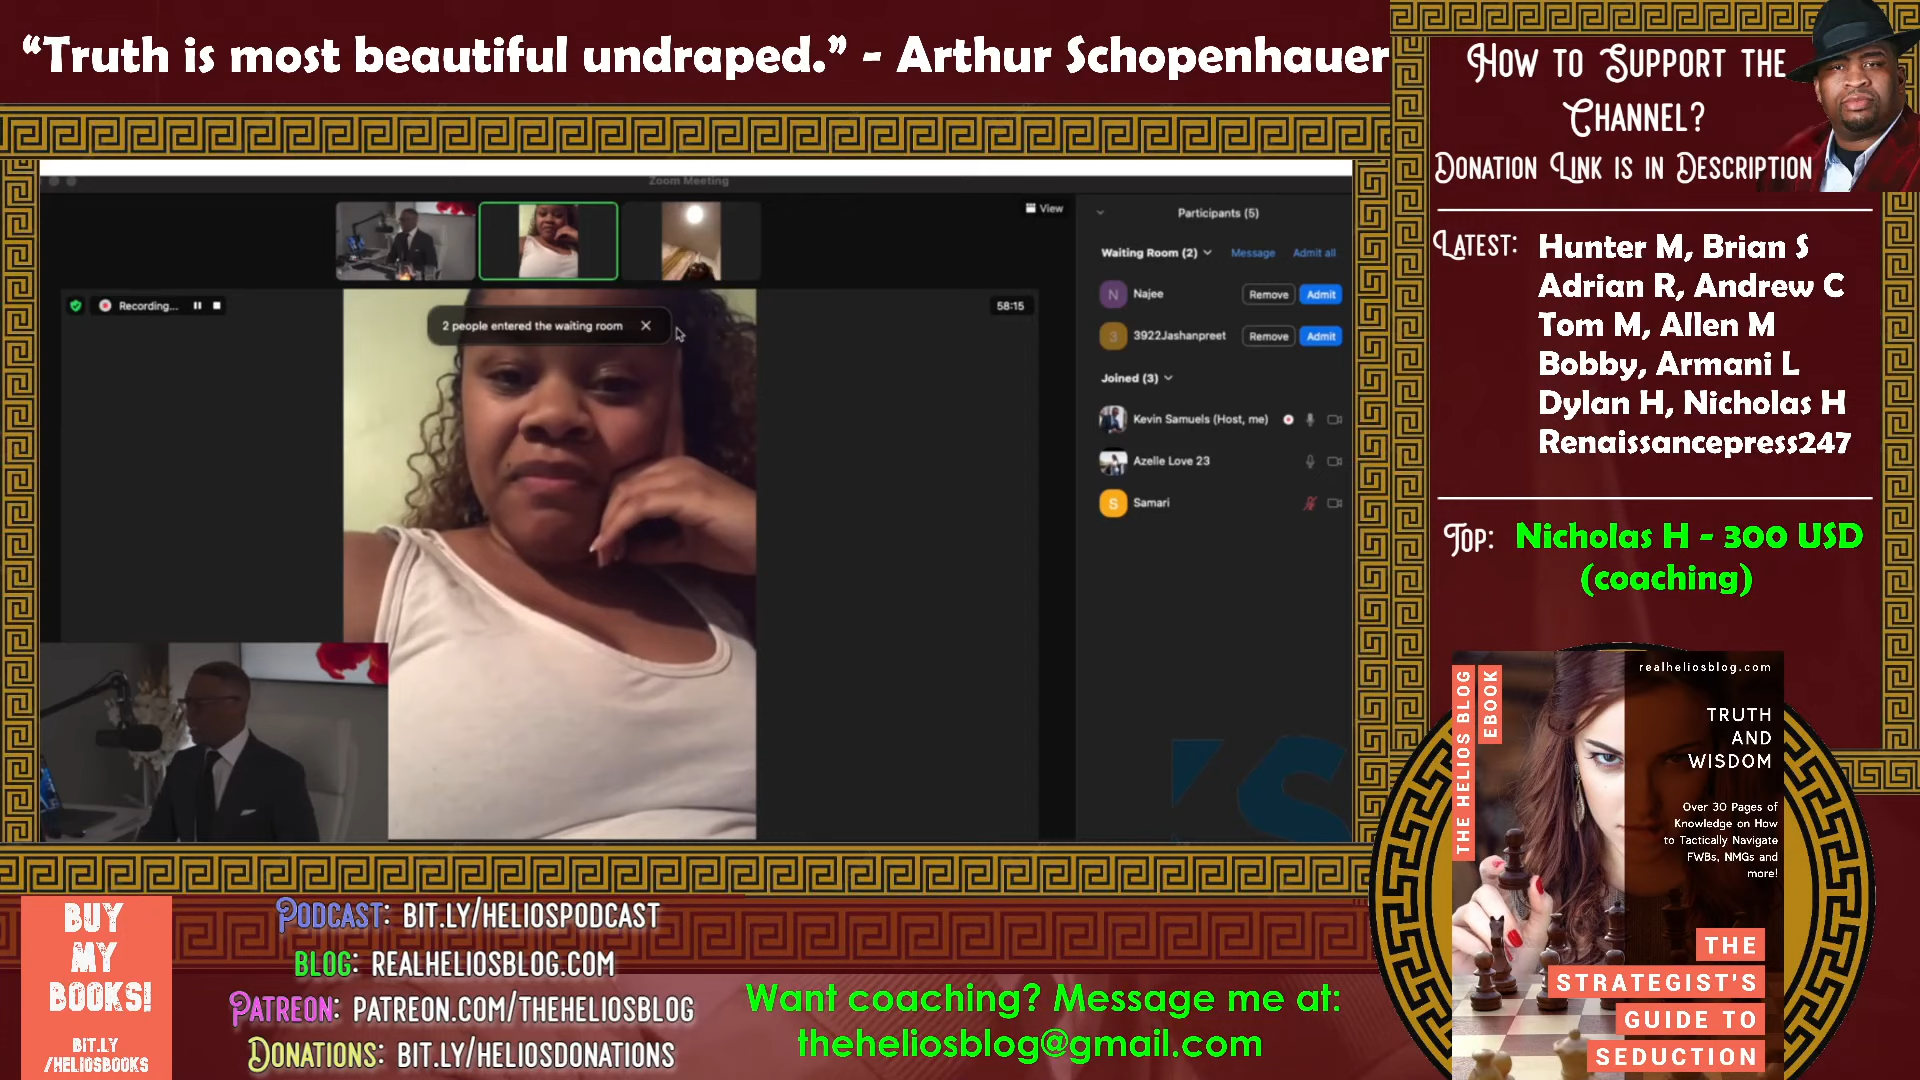 “Truth is most beautiful undraped.” - Arthur Schopenhauer
How to Support the
Channel?
Donation Link is in Description
Latest: Hunter M, Brian S
Adrian R, Andrew C
Tom M, Allen M
Bobby, Armani L
Dylan H, Nicholas H
Renaissancepress247
Top: Nicholas H - 300 USD
(coaching)
Zoom Meeting
View
Recording...
58:15
2 people entered the waiting room
Participants (5)
Waiting Room (2) Message Admit all
N Najee Remove Admit
3 3922Jashanpreet Remove Admit
Joined (3)
Kevin Samuels (Host, me)
Azelle Love 23
S Samari
realheliosblog.com
THE HELIOS BLOG
EBOOK
TRUTH
AND
WISDOM
Over 30 Pages of
Knowledge on How
to Tactically Navigate
FWBs, NMGs and
more!
THE
STRATEGIST'S
GUIDE TO
SEDUCTION
BUY
MY
BOOKS!
BIT.LY
/HELIOSBOOKS
Podcast: BIT.LY/HELIOSPODCAST
BLOG: REALHELIOSBLOG.COM
Patreon: PATREON.COM/THEHELIOSBLOG
Donations: BIT.LY/HELIOSDONATIONS
Want coaching? Message me at:
theheliosblog@gmail.com